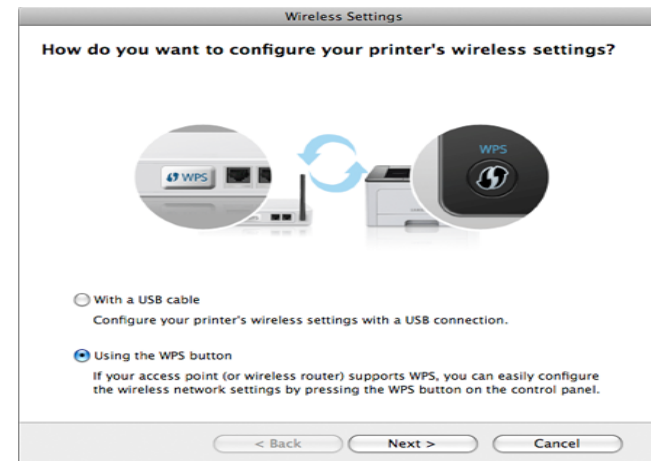 Wireless Settings
How do you want to configure your printer's wireless settings?
WPS
WPS
With a USB cable
Configure your printer's wireless settings with a USB connection.
Using the WPS button
If your access point (or wireless router) supports WPS, you can easily configure
the wireless network settings by pressing the WPS button on the control panel.
< Back
Next >
Cancel